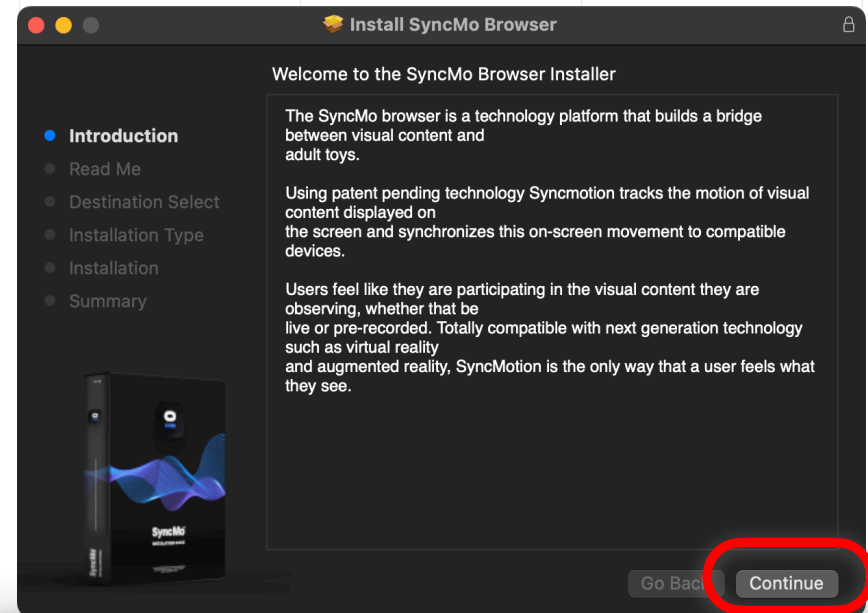 Install SyncMo Browser
Welcome to the SyncMo Browser Installer
Introduction
Read Me
Destination Select
Installation Type
Installation
Summary
The SyncMo browser is a technology platform that builds a bridge
between visual content and
adult toys.
Using patent pending technology Syncmotion tracks the motion of visual
content displayed on
the screen and synchronizes this on-screen movement to compatible
devices.
Users feel like they are participating in the visual content they are
observing, whether that be
live or pre-recorded. Totally compatible with next generation technology
such as virtual reality
and augmented reality, SyncMotion is the only way that a user feels what
they see.
SyncMo
SyncMo
Go Back
Continue